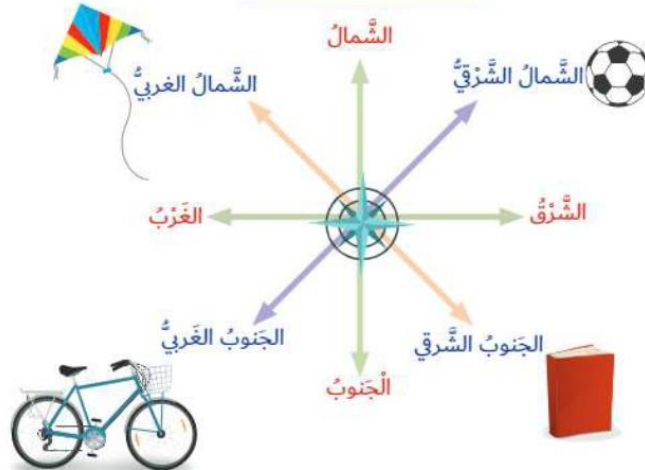 الشَّمالُ
الشَّمالُ الشَّرْقيُّ
الشَّمالُ الغربيُّ
الشَّرْقُ
الغَرْبُ
الجَنوبُ الشَّرقي
الجَنوبُ الغَربيُّ
الْجَنوبُ